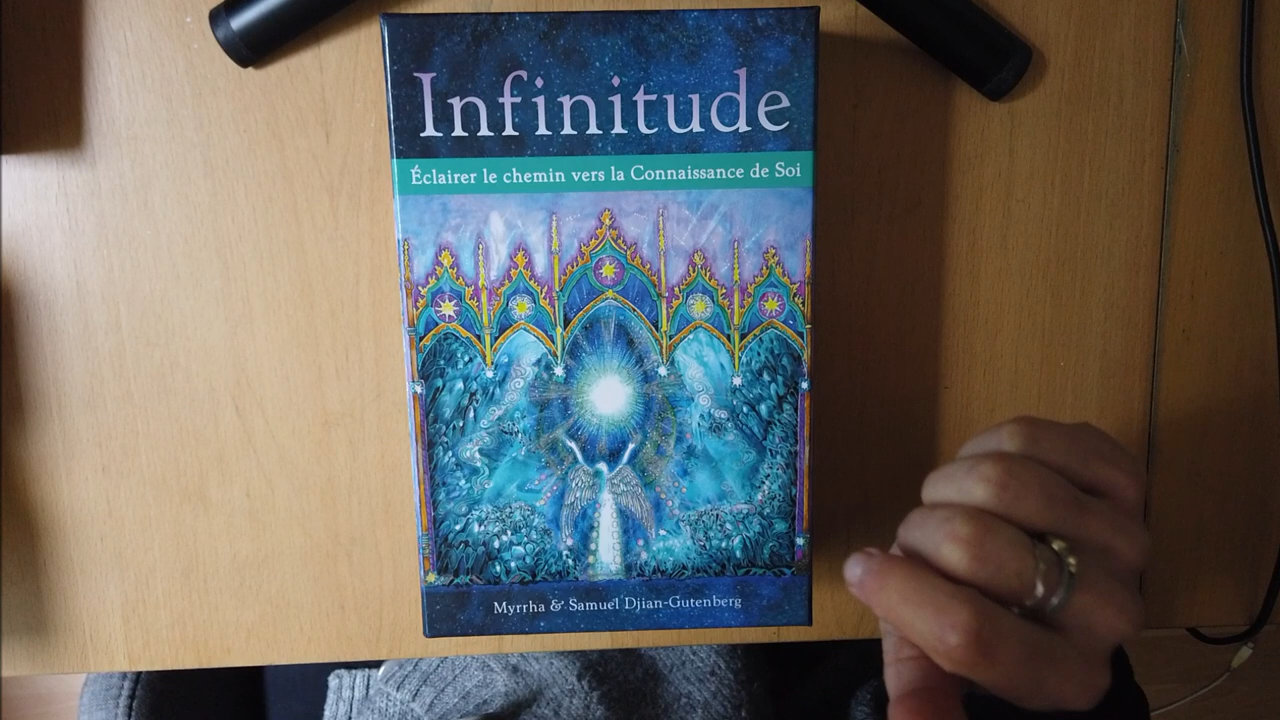 Infinitude
Éclairer le chemin vers la Connaissance de Soi
Myrrha & Samuel Djian-Gutenberg